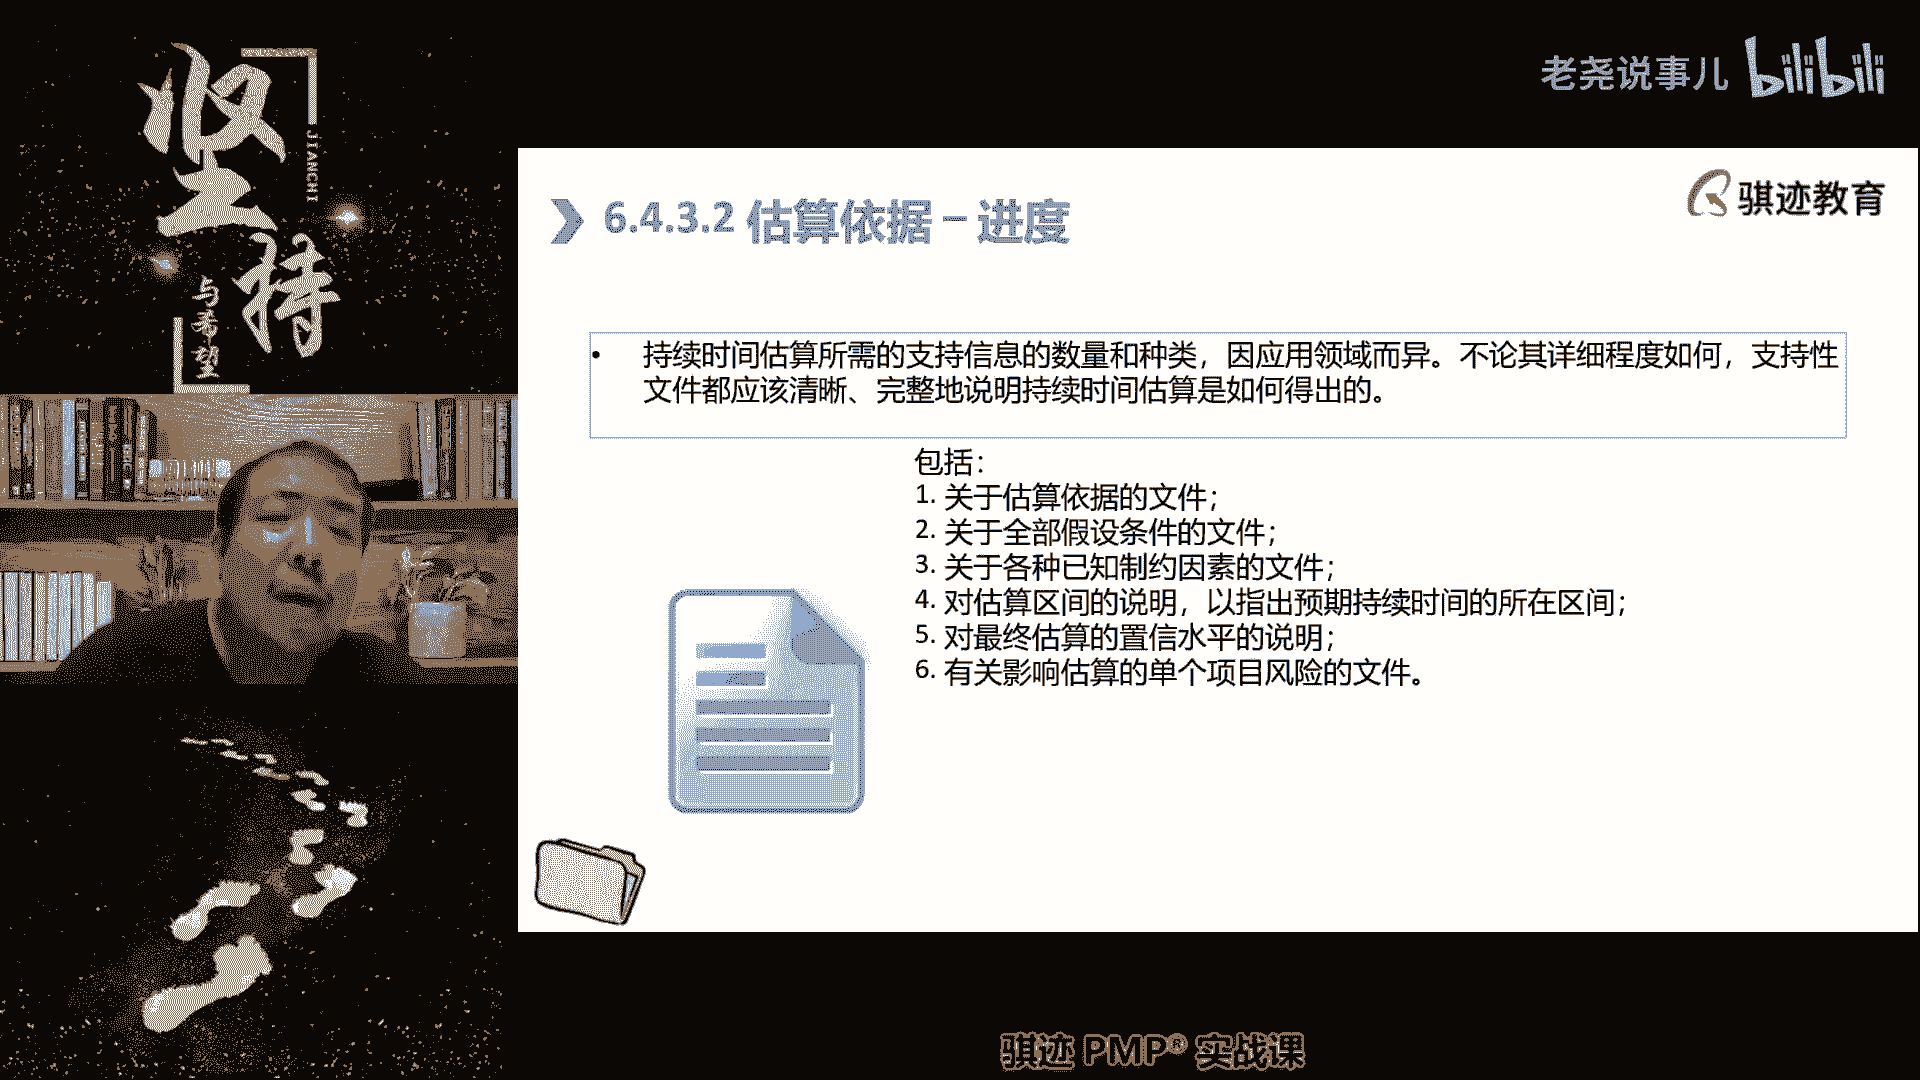 坚持
JIANCHI
与希望
老尧说事儿 bilibili
骐迹教育
6.4.3.2 估算依据 – 进度
• 持续时间估算所需的支持信息的数量和种类，因应用领域而异。不论其详细程度如何，支持性
文件都应该清晰、完整地说明持续时间估算是如何得出的。
包括：
1. 关于估算依据的文件；
2. 关于全部假设条件的文件；
3. 关于各种已知制约因素的文件；
4. 对估算区间的说明，以指出预期持续时间的所在区间；
5. 对最终估算的置信水平的说明；
6. 有关影响估算的单个项目风险的文件。
骐迹 PMP® 实战课